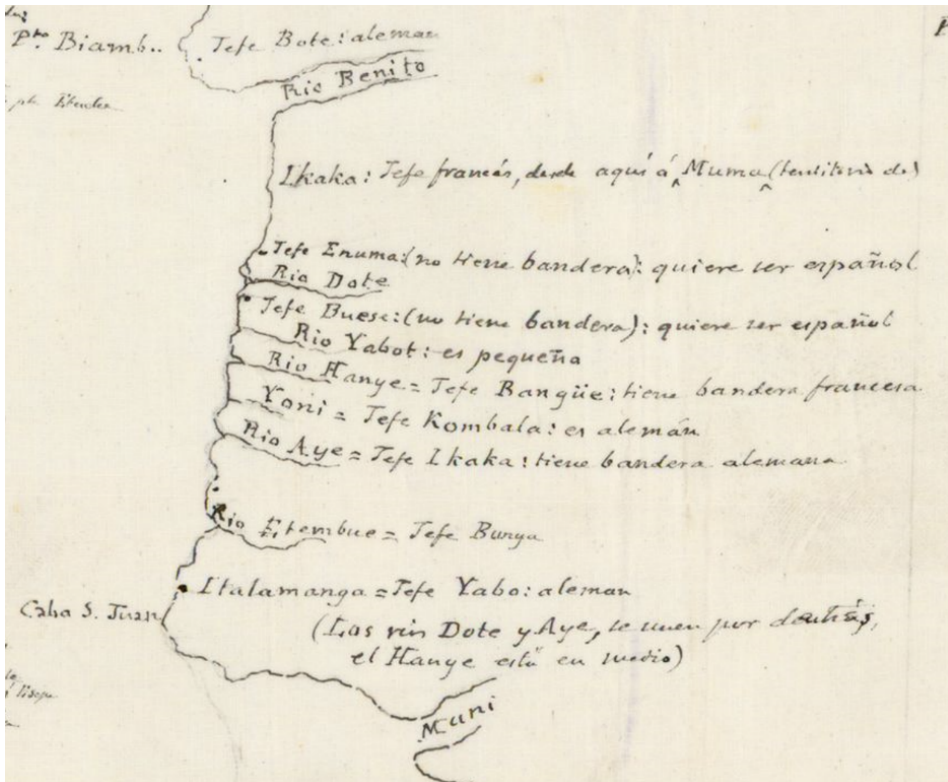 Pto Biamb..
Jefe Bote: aleman
Rio Benito
Ikaka: Jefe francés, desde aquí á Muma (territorio de)
Jefe Enuma: (no tiene bandera): quiere ser español
Rio Dote
Jefe Buese: (no tiene bandera): quiere ser español
Rio Yabot: es pequeño
Rio Hanye = Jefe Bangüe: tiene bandera francesa
Yoni = Jefe Kombala: es alemán
Rio Aye = Jefe Ikaka: tiene bandera alemana
Rio Etembue = Jefe Bunya
Italamanga = Jefe Yabo: aleman
Cabo S. Juan
(Los rios Dote y Aye, se unen por detrás,
el Hanye está en medio)
Muni